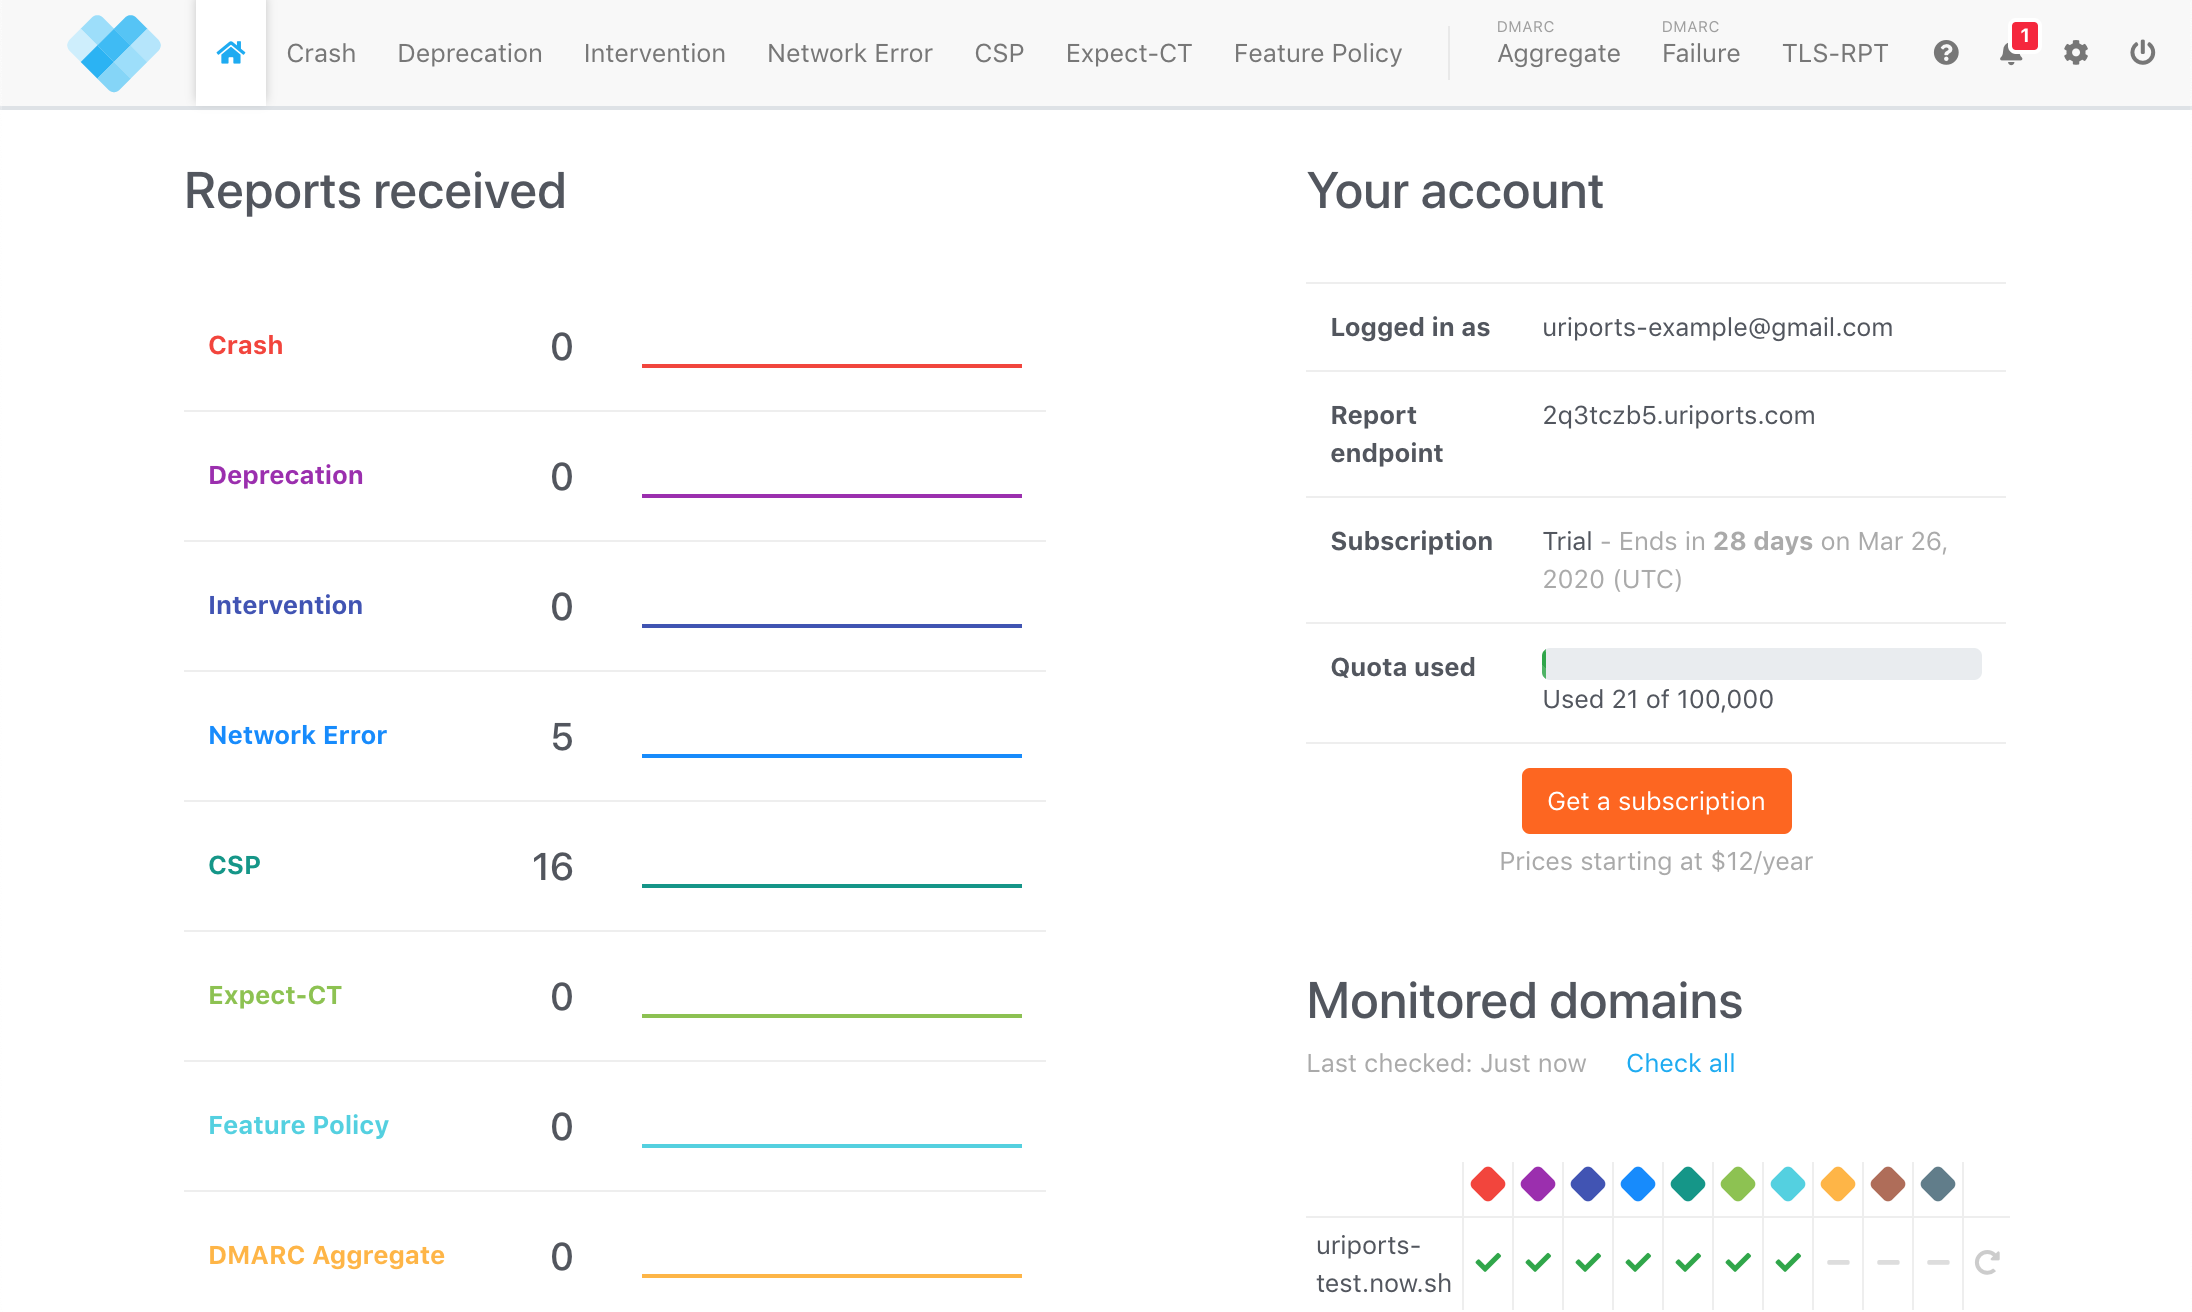 Crash Deprecation Intervention Network Error CSP Expect-CT Feature Policy
DMARC
Aggregate
DMARC
Failure
TLS-RPT
1
Reports received
Crash 0
Deprecation 0
Intervention 0
Network Error 5
CSP 16
Expect-CT 0
Feature Policy 0
DMARC Aggregate 0
Your account
Logged in as uriports-example@gmail.com
Report
endpoint
2q3tczb5.uriports.com
Subscription
Trial - Ends in 28 days on Mar 26,
2020 (UTC)
Quota used
Used 21 of 100,000
Get a subscription
Prices starting at $12/year
Monitored domains
Last checked: Just now Check all
uriports-
test.now.sh